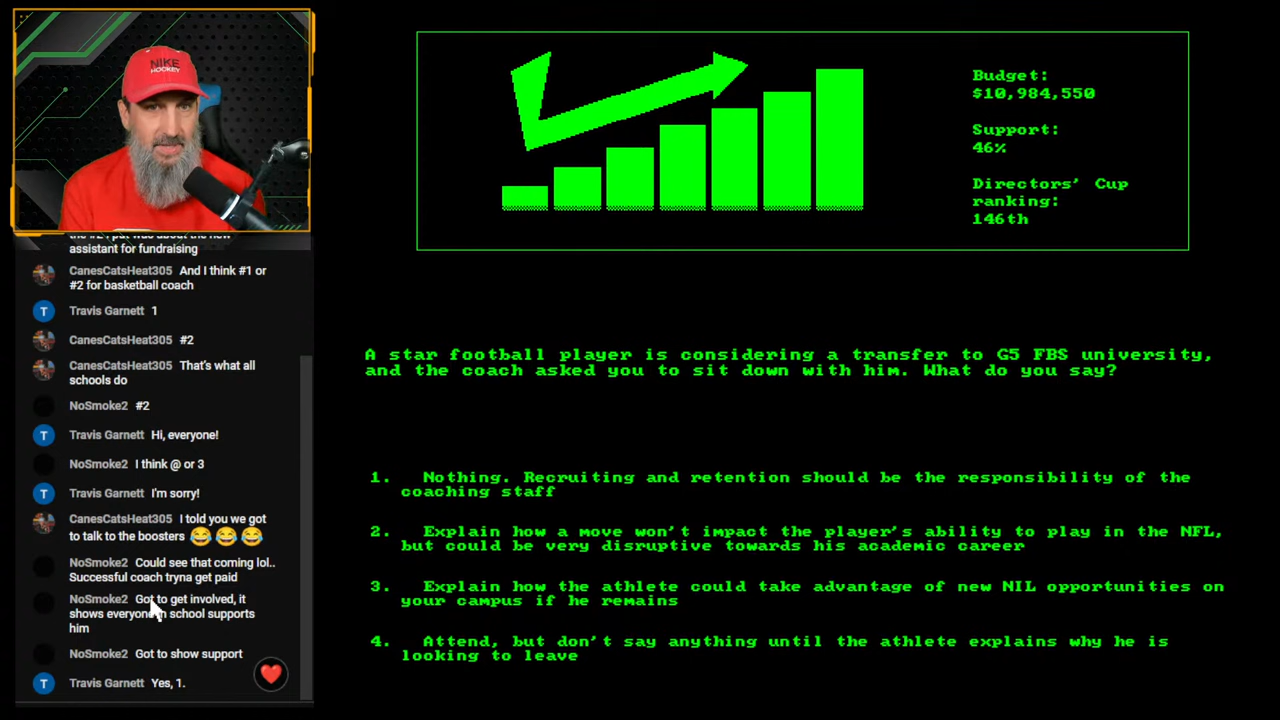 NIKE
HOCKEY
assistant for fundraising
CanesCatsHeat305 And I think #1 or
#2 for basketball coach
T Travis Garnett 1
CanesCatsHeat305 #2
CanesCatsHeat305 That's what all
schools do
NoSmoke2 #2
T Travis Garnett Hi, everyone!
NoSmoke2 I think @ or 3
T Travis Garnett I'm sorry!
CanesCatsHeat305 I told you we got
to talk to the boosters 😂😂😂
NoSmoke2 Could see that coming lol..
Successful coach tryna get paid
NoSmoke2 Got to get involved, it
shows everyone in school supports
him
NoSmoke2 Got to show support
T Travis Garnett Yes, 1.
Budget:
$10,984,550
Support:
46%
Directors' Cup
ranking:
146th
A star football player is considering a transfer to G5 FBS university,
and the coach asked you to sit down with him. What do you say?
1. Nothing. Recruiting and retention should be the responsibility of the
coaching staff
2. Explain how a move won't impact the player's ability to play in the NFL,
but could be very disruptive towards his academic career
3. Explain how the athlete could take advantage of new NIL opportunities on
your campus if he remains
4. Attend, but don't say anything until the athlete explains why he is
looking to leave